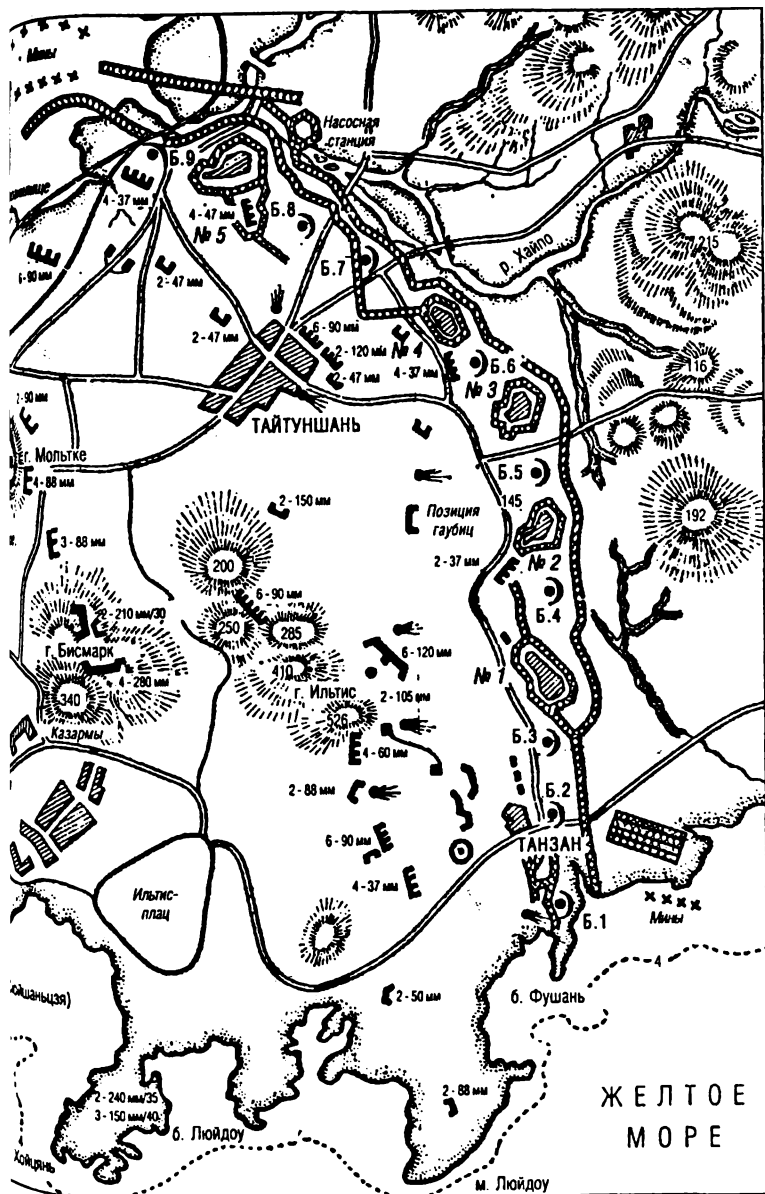 Мины
Насосная
станция
Б.9
4-37 мм
4-47 мм
Б.8
№ 5
р. Хайпо
215
6-90 мм
2-47 мм
Б.7
2-47 мм
6-90 мм
2-120 мм
2-47 мм
№ 4
4-37 мм
Б.6
№ 3
116
2-90 мм
ТАЙТУНШАНЬ
г. Мольтке
4-88 мм
Б.5
2-150 мм
145
Позиция
гаубиц
192
3-88 мм
2-37 мм
№ 2
200
6-90 мм
Б.4
210 мм/30
250
285
г. Бисмарк
6-120 мм
4-280 мм
410
№ 1
340
г. Ильтис
2-105 мм
526
Казармы
4-60 мм
Б.3
2-88 мм
Б.2
6-90 мм
ТАНЗАН
4-37 мм
Ильтис-
плац
Мины
Б.1
4
2-50 мм
б. Фушань
2-240 мм/35
3-150 мм/40
2-88 мм
ЖЕЛТОЕ
МОРЕ
б. Люйдоу
Хойцянь
м. Люйдоу